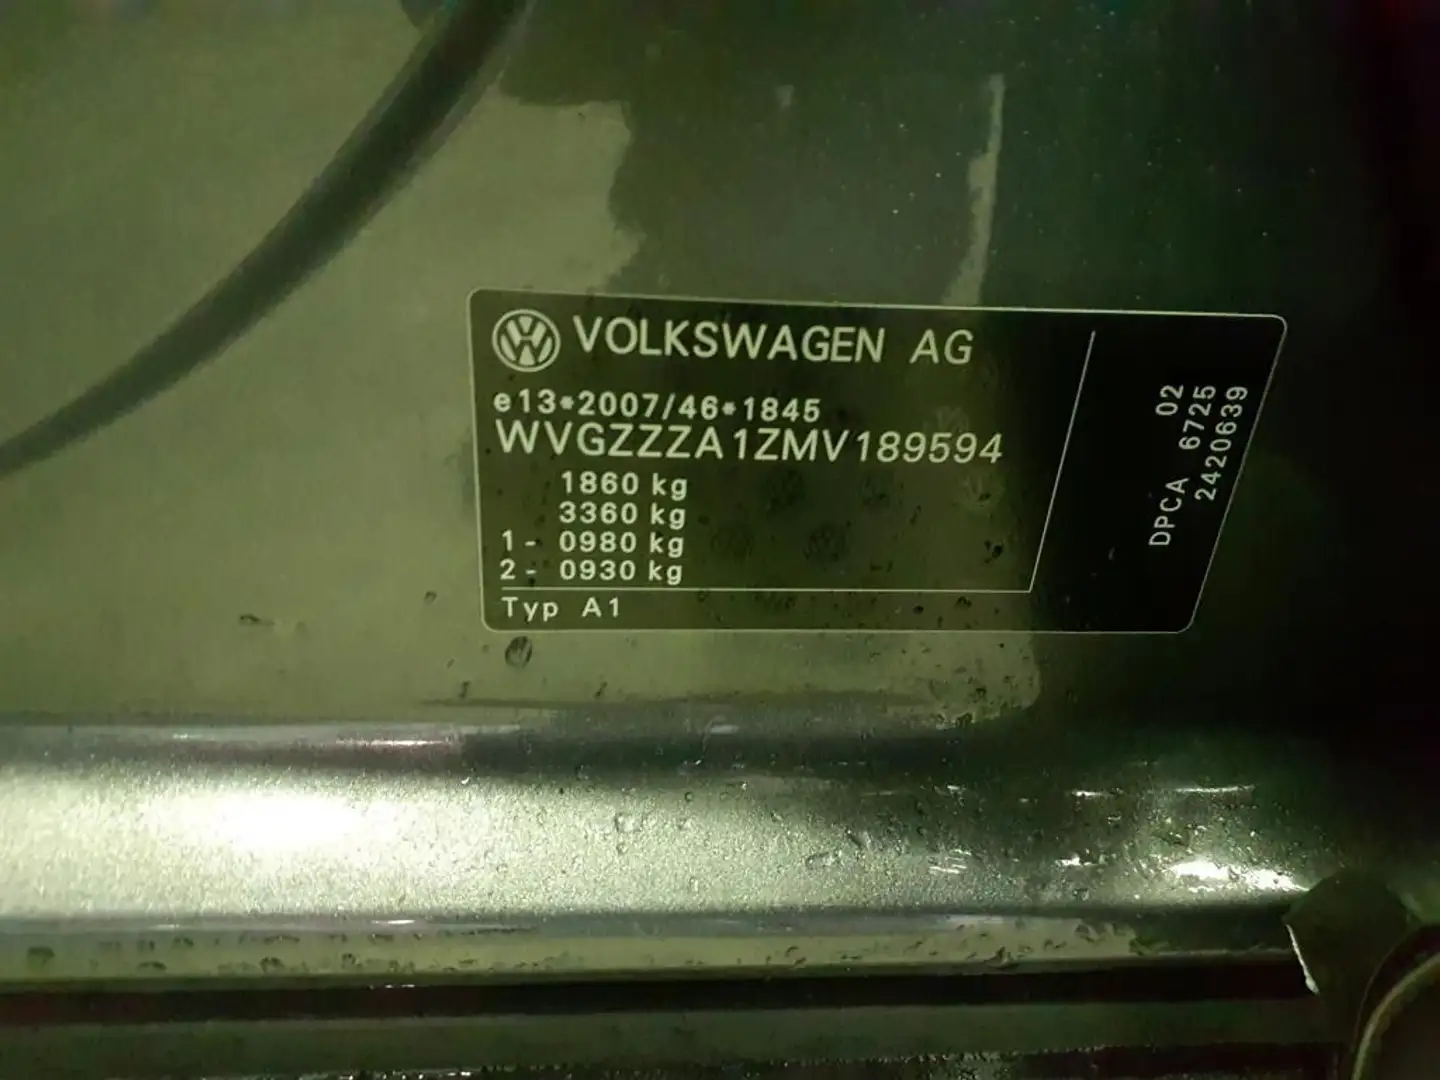 VOLKSWAGEN AG
e13*2007/46*1845
WVGZZZA1ZMV189594
1860 kg
3360 kg
1- 0980 kg
2- 0930 kg
Typ A1
DPCA 02
6725
2420639